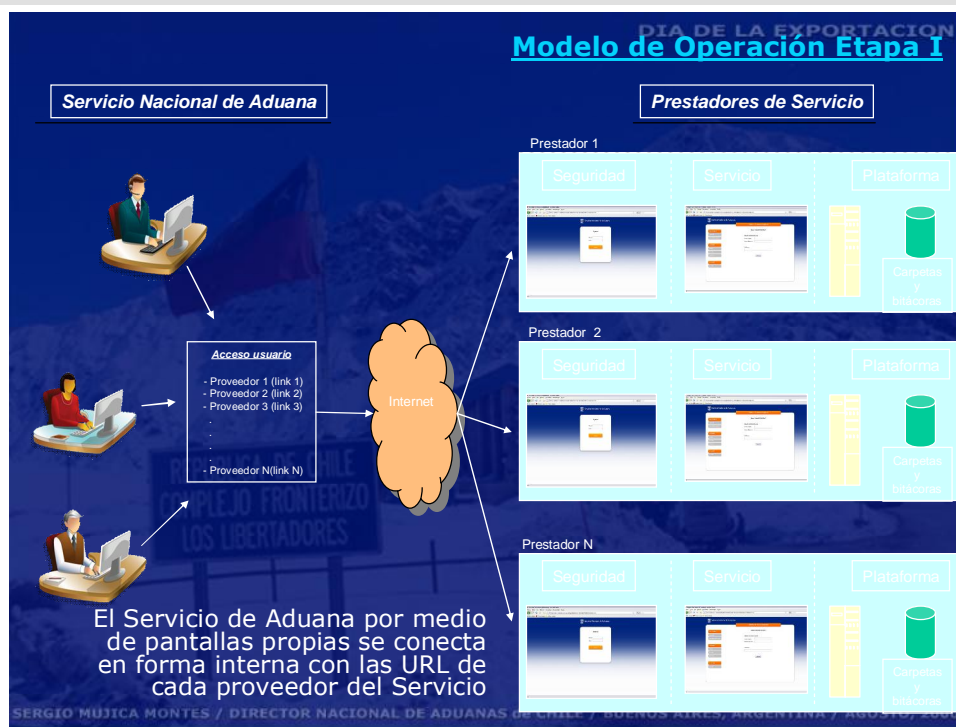 DIA DE LA EXPORTACION
Modelo de Operación Etapa I
Servicio Nacional de Aduana
Prestadores de Servicio
Acceso usuario
- Proveedor 1 (link 1)
- Proveedor 2 (link 2)
- Proveedor 3 (link 3)
.
.
.
.
- Proveedor N(link N)
Internet
Prestador 1
Seguridad
Servicio
Plataforma
Carpetas
y
bitácoras
Prestador 2
Seguridad
Servicio
Plataforma
Carpetas
y
bitácoras
Prestador N
Seguridad
Servicio
Plataforma
Carpetas
y
REPUBLICA DE CHILE
COMPLEJO FRONTERIZO
LOS LIBERTADORES
El Servicio de Aduana por medio
de pantallas propias se conecta
en forma interna con las URL de
cada proveedor del Servicio
SERGIO MUJICA MONTES / DIRECTOR NACIONAL DE ADUANAS de CHILE / BUENOS AIRES, ARGENTINA